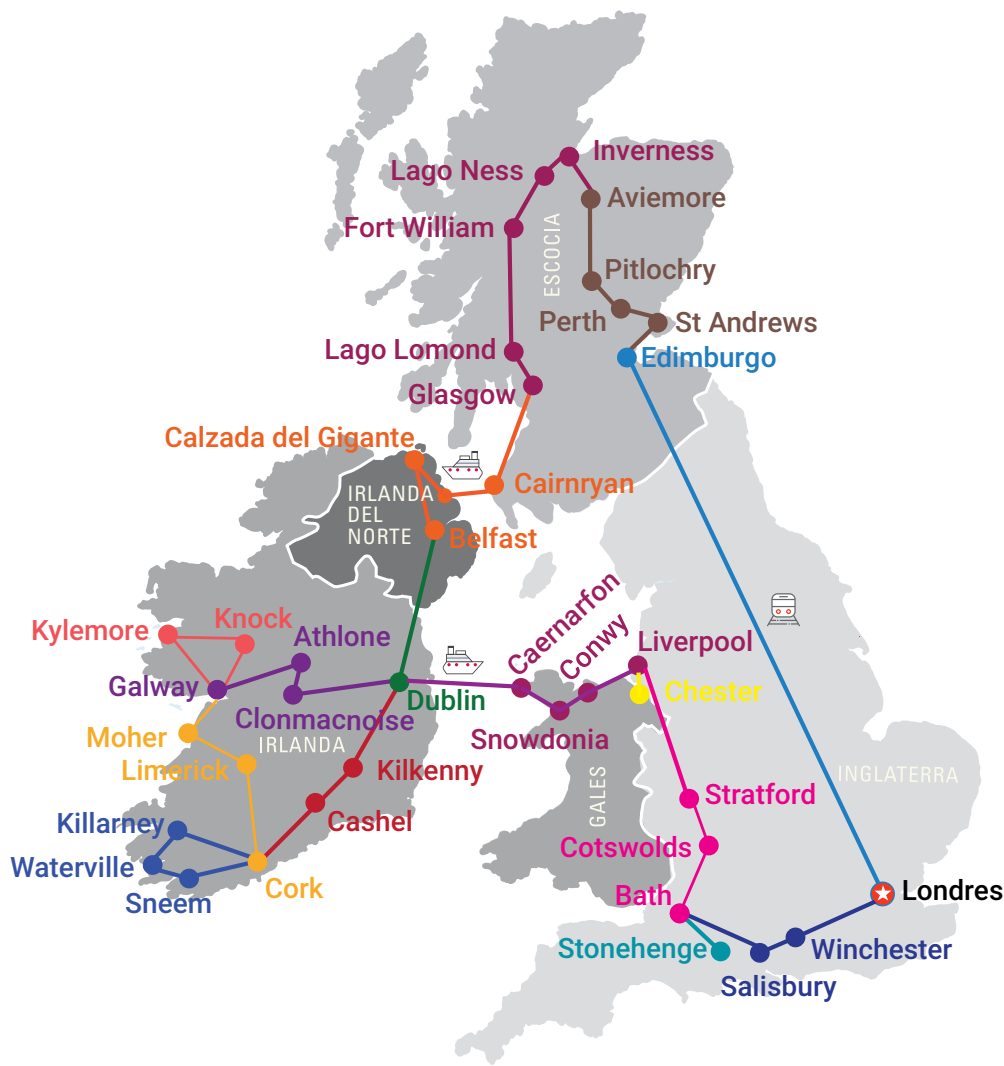 Inverness
Lago Ness
Aviemore
Fort William
ESCOCIA
Pitlochry
Perth
St Andrews
Lago Lomond
Edimburgo
Glasgow
Calzada del Gigante
Cairnryan
IRLANDA
DEL
NORTE
Belfast
Caernarfon
Conwy
Knock
Kylemore
Athlone
Liverpool
Galway
Dublin
Chester
Clonmacnoise
Moher
IRLANDA
Snowdonia
Limerick
Kilkenny
INGLATERRA
GALES
Stratford
Killarney
Cashel
Cotswolds
Waterville
Cork
Sneem
Bath
Londres
Stonehenge
Winchester
Salisbury